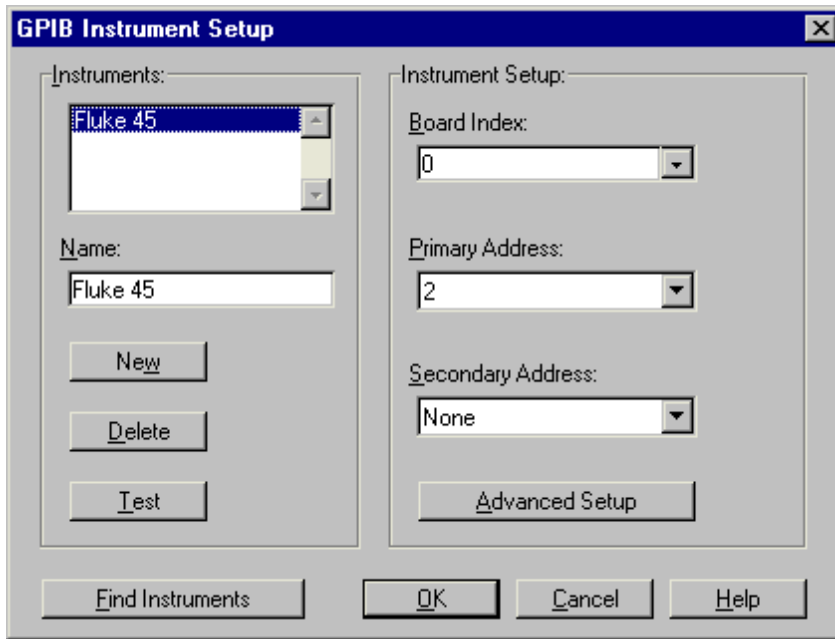 GPIB Instrument Setup
Instruments:
Fluke 45
Name:
Fluke 45
New
Delete
Test
Instrument Setup:
Board Index:
0
Primary Address:
2
Secondary Address:
None
Advanced Setup
Find Instruments
OK
Cancel
Help